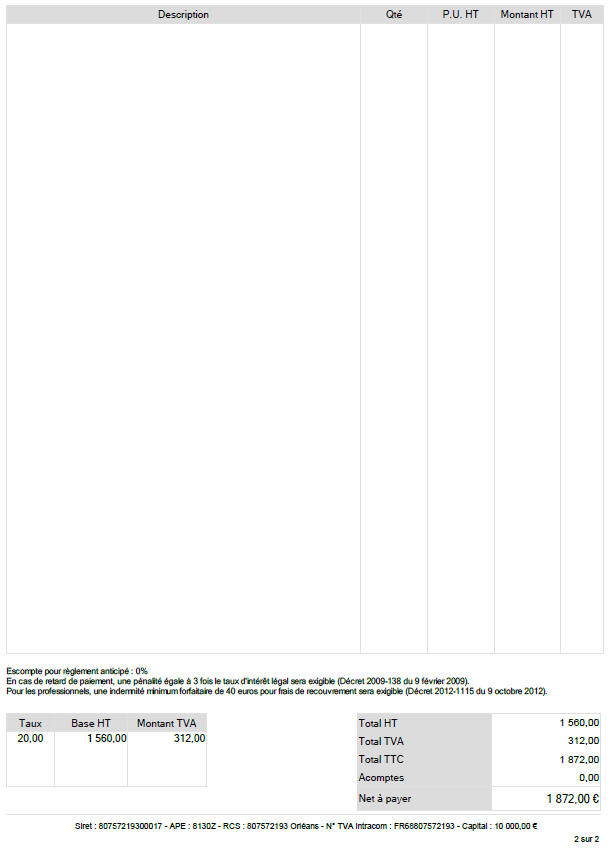 Description Qté P.U. HT Montant HT TVA
Escompte pour règlement anticipé : 0%
En cas de retard de paiement, une pénalité égale à 3 fois le taux d'intérêt légal sera exigible (Décret 2009-138 du 9 février 2009).
Pour les professionnels, une indemnité minimum forfaitaire de 40 euros pour frais de recouvrement sera exigible (Décret 2012-1115 du 9 octobre 2012).
Taux Base HT Montant TVA
20,00 1 560,00 312,00
Total HT 1 560,00
Total TVA 312,00
Total TTC 1 872,00
Acomptes 0,00
Net à payer 1 872,00 €
Siret : 80757219300017 - APE : 8130Z - RCS : 807572193 Orléans - N° TVA Intracom : FR68807572193 - Capital : 10 000,00 €
2 sur 2